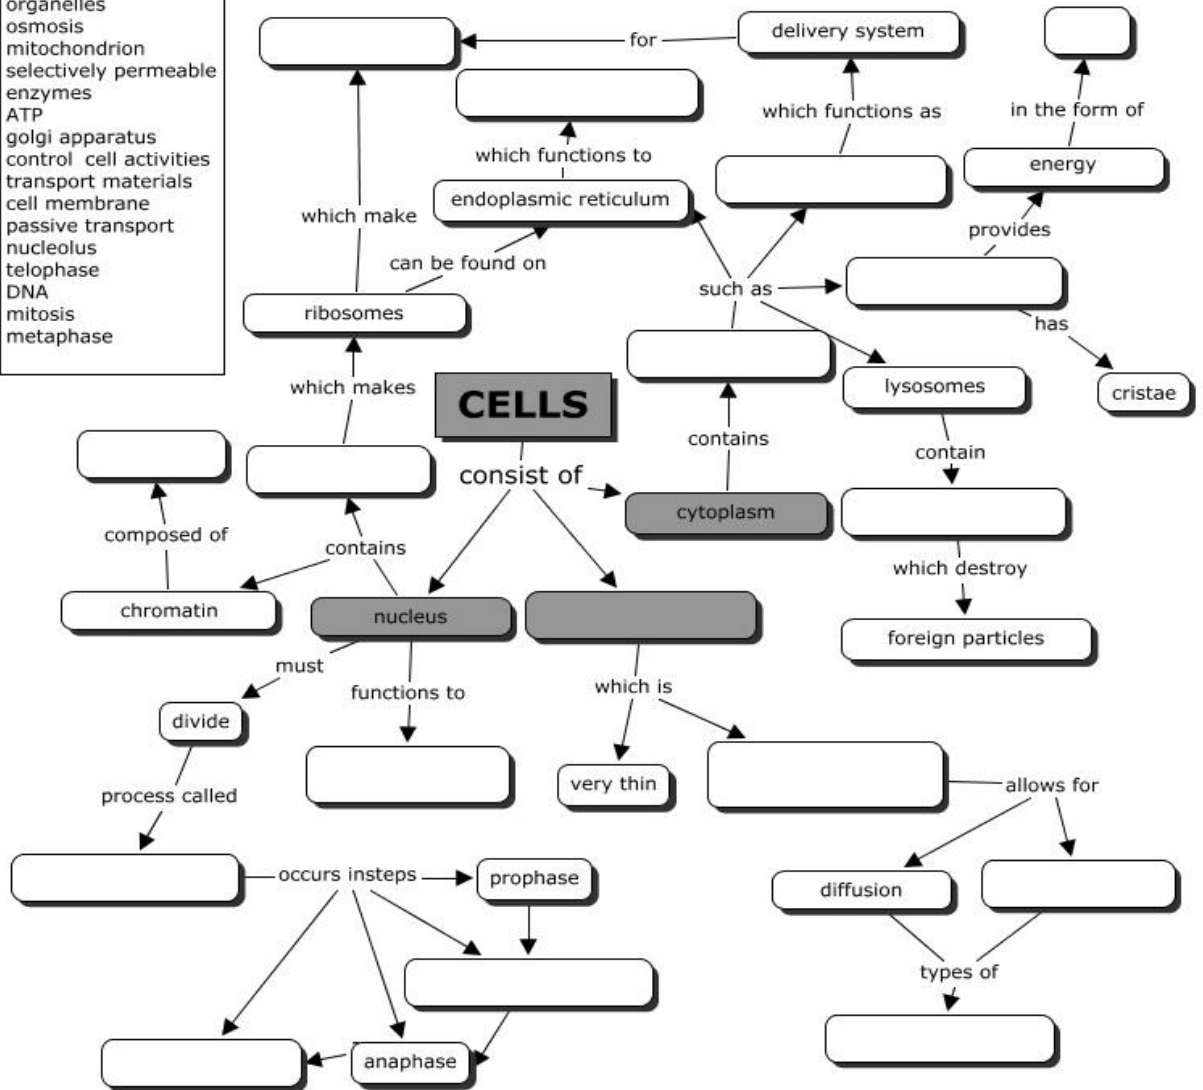 organelles
osmosis
mitochondrion
selectively permeable
enzymes
ATP
golgi apparatus
control cell activities
transport materials
cell membrane
passive transport
nucleolus
telophase
DNA
mitosis
metaphase
for
delivery system
which functions as
in the form of
which functions to
energy
endoplasmic reticulum
which make
provides
can be found on
such as
ribosomes
has
which makes
lysosomes
cristae
CELLS
contains
contain
consist of
cytoplasm
composed of
contains
which destroy
chromatin
nucleus
foreign particles
must
functions to
which is
divide
very thin
allows for
process called
occurs insteps
prophase
diffusion
types of
anaphase